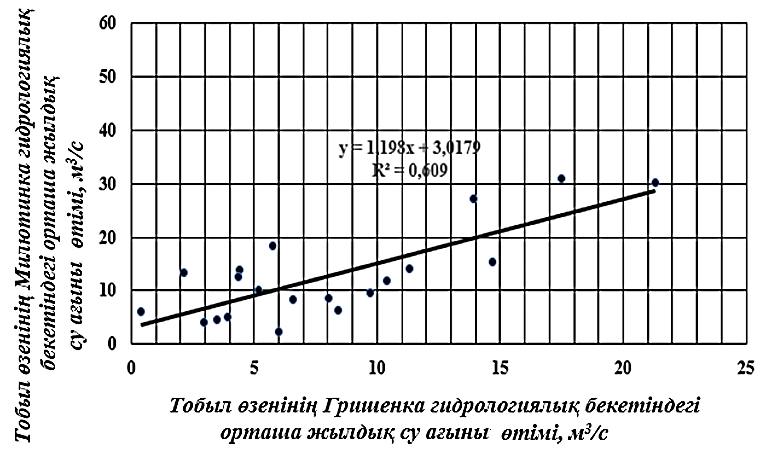 Тобыл өзенінің Милютинка гидрологиялық
бекетіндегі орташа жылдық
су ағыны өтімі, м³/с
60
50
40
30
20
10
0
y = 1,198x + 3,0179
R² = 0,609
0 5 10 15 20 25
Тобыл өзенінің Гришенка гидрологиялық бекетіндегі
орташа жылдық су ағыны өтімі, м³/с